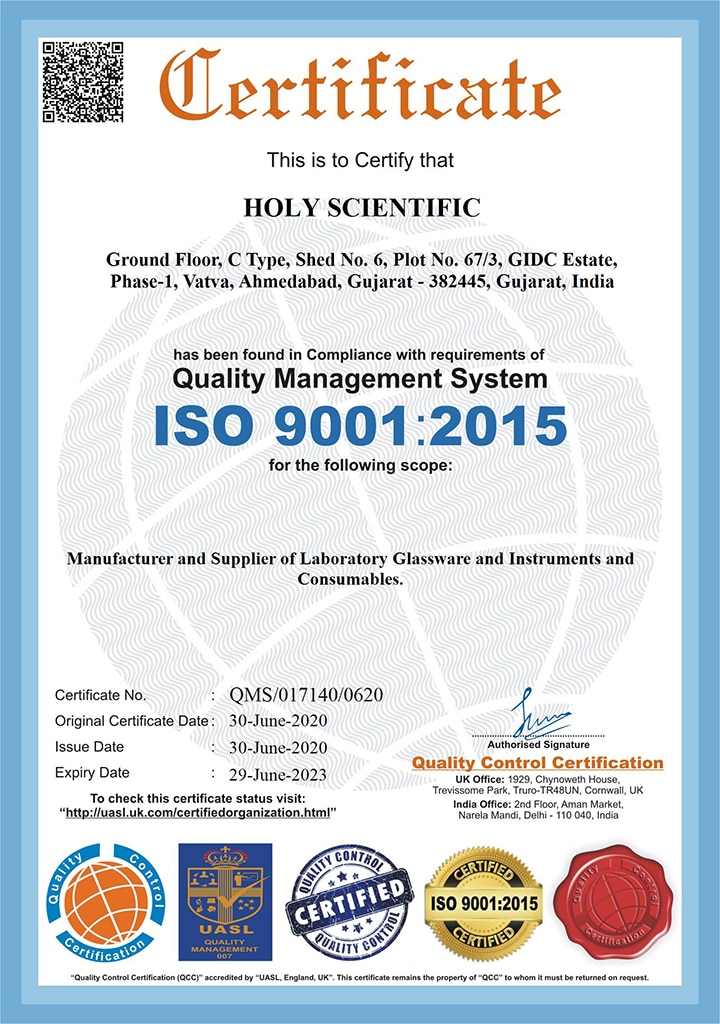 Certificate
This is to Certify that
HOLY SCIENTIFIC
Ground Floor, C Type, Shed No. 6, Plot No. 67/3, GIDC Estate,
Phase-1, Vatva, Ahmedabad, Gujarat - 382445, Gujarat, India
has been found in Compliance with requirements of
Quality Management System
ISO 9001:2015
for the following scope:
Manufacturer and Supplier of Laboratory Glassware and Instruments and
Consumables.
Certificate No. : QMS/017140/0620
Original Certificate Date : 30-June-2020
Issue Date : 30-June-2020
Expiry Date : 29-June-2023
To check this certificate status visit:
“http://uasl.uk.com/certifiedorganization.html”
Authorised Signature
Quality Control Certification
UK Office: 1929, Chynoweth House,
Trevissome Park, Truro-TR48UN, Cornwall, UK
India Office: 2nd Floor, Aman Market,
Narela Mandi, Delhi - 110 040, India
Quality Control
Certification
UASL
QUALITY
MANAGEMENT
007
QUALITY CONTROL
CERTIFIED
QUALITY CONTROL
CERTIFIED
ISO 9001:2015
CERTIFIED
Quality Control
Certification
“Quality Control Certification (QCC)” accredited by “UASL, England, UK”. This certificate remains the property of “QCC” to whom it must be returned on request.